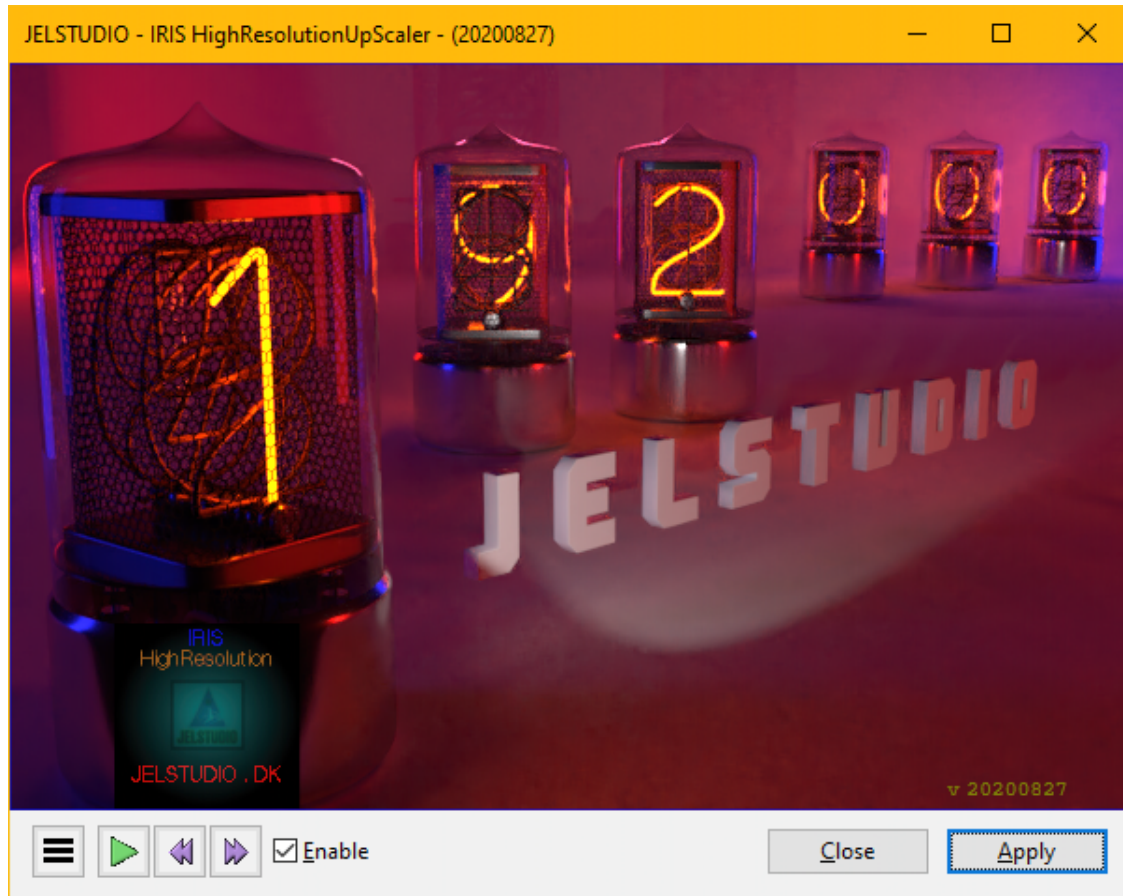 JELSTUDIO - IRIS HighResolutionUpScaler - (20200827)
1 9 2 0 0 0
JELSTUDIO
IRIS
HighResolution
JELSTUDIO
JELSTUDIO . DK
v 20200827
Enable
Close
Apply